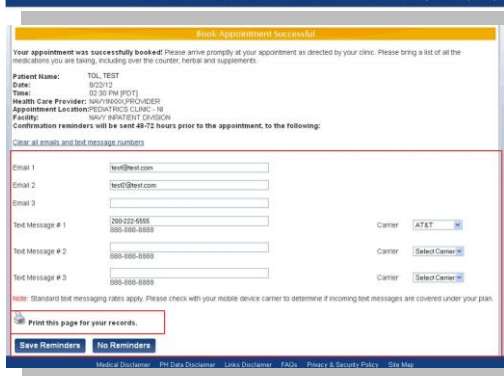 Book Appointment Successful
Your appointment was successfully booked! Please arrive promptly at your appointment as directed by your clinic. Please bring a list of all the
medications you are taking, including over the counter, herbal and supplements.
Patient Name: TOL, TEST
Date: 8/22/12
Time: 02:30 PM [PDT]
Health Care Provider: NAVYINXXX,PROVIDER
Appointment Location: PEDIATRICS CLINIC - NI
Facility: NAVY INPATIENT DIVISION
Confirmation reminders will be sent 48-72 hours prior to the appointment, to the following:
Clear all emails and text message numbers
Email 1 test@test.com
Email 2 test2@test.com
Email 3
Text Message # 1 200-222-5555 Carrier AT&T
888-888-8888
Text Message # 2 Carrier Select Carrier
888-888-8888
Text Message # 3 Carrier Select Carrier
888-888-8888
Note: Standard text messaging rates apply. Please check with your mobile device carrier to determine if incoming text messages are covered under your plan.
Print this page for your records.
Save Reminders No Reminders
Medical Disclaimer PH Data Disclaimer Links Disclaimer FAQs Privacy & Security Policy Site Map